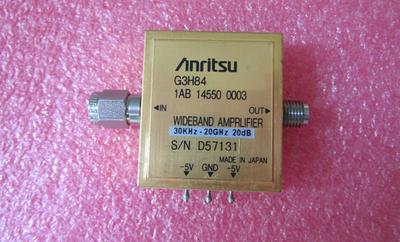 Anritsu
G3H84
1AB 14550 0003
◄IN OUT►
WIDEBAND AMPRLIFIER
30KHz-20GHz 20dB
S/N D57131
MADE IN JAPAN
-5V GND +5V